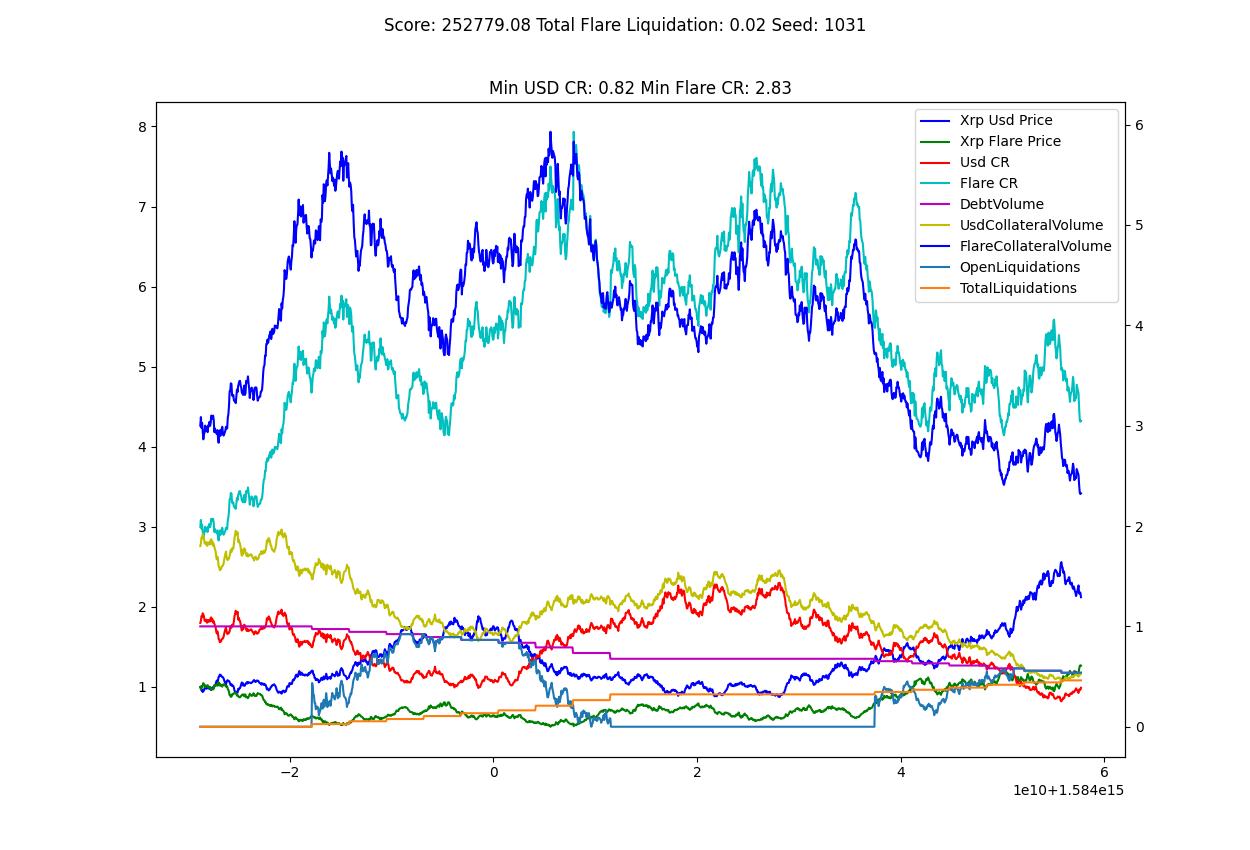 Score: 252779.08 Total Flare Liquidation: 0.02 Seed: 1031
Min USD CR: 0.82 Min Flare CR: 2.83
8
7
6
5
4
3
2
1
6
5
4
3
2
1
0
Xrp Usd Price
Xrp Flare Price
Usd CR
Flare CR
DebtVolume
UsdCollateralVolume
FlareCollateralVolume
OpenLiquidations
TotalLiquidations
−2 0 2 4 6
1e10+1.584e15